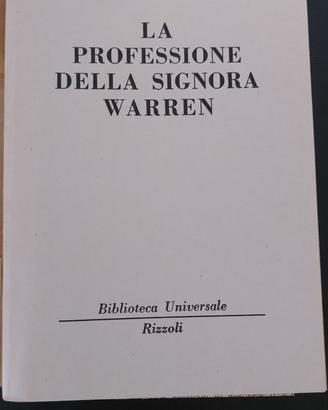 LA
PROFESSIONE
DELLA SIGNORA
WARREN
Biblioteca Universale
Rizzoli